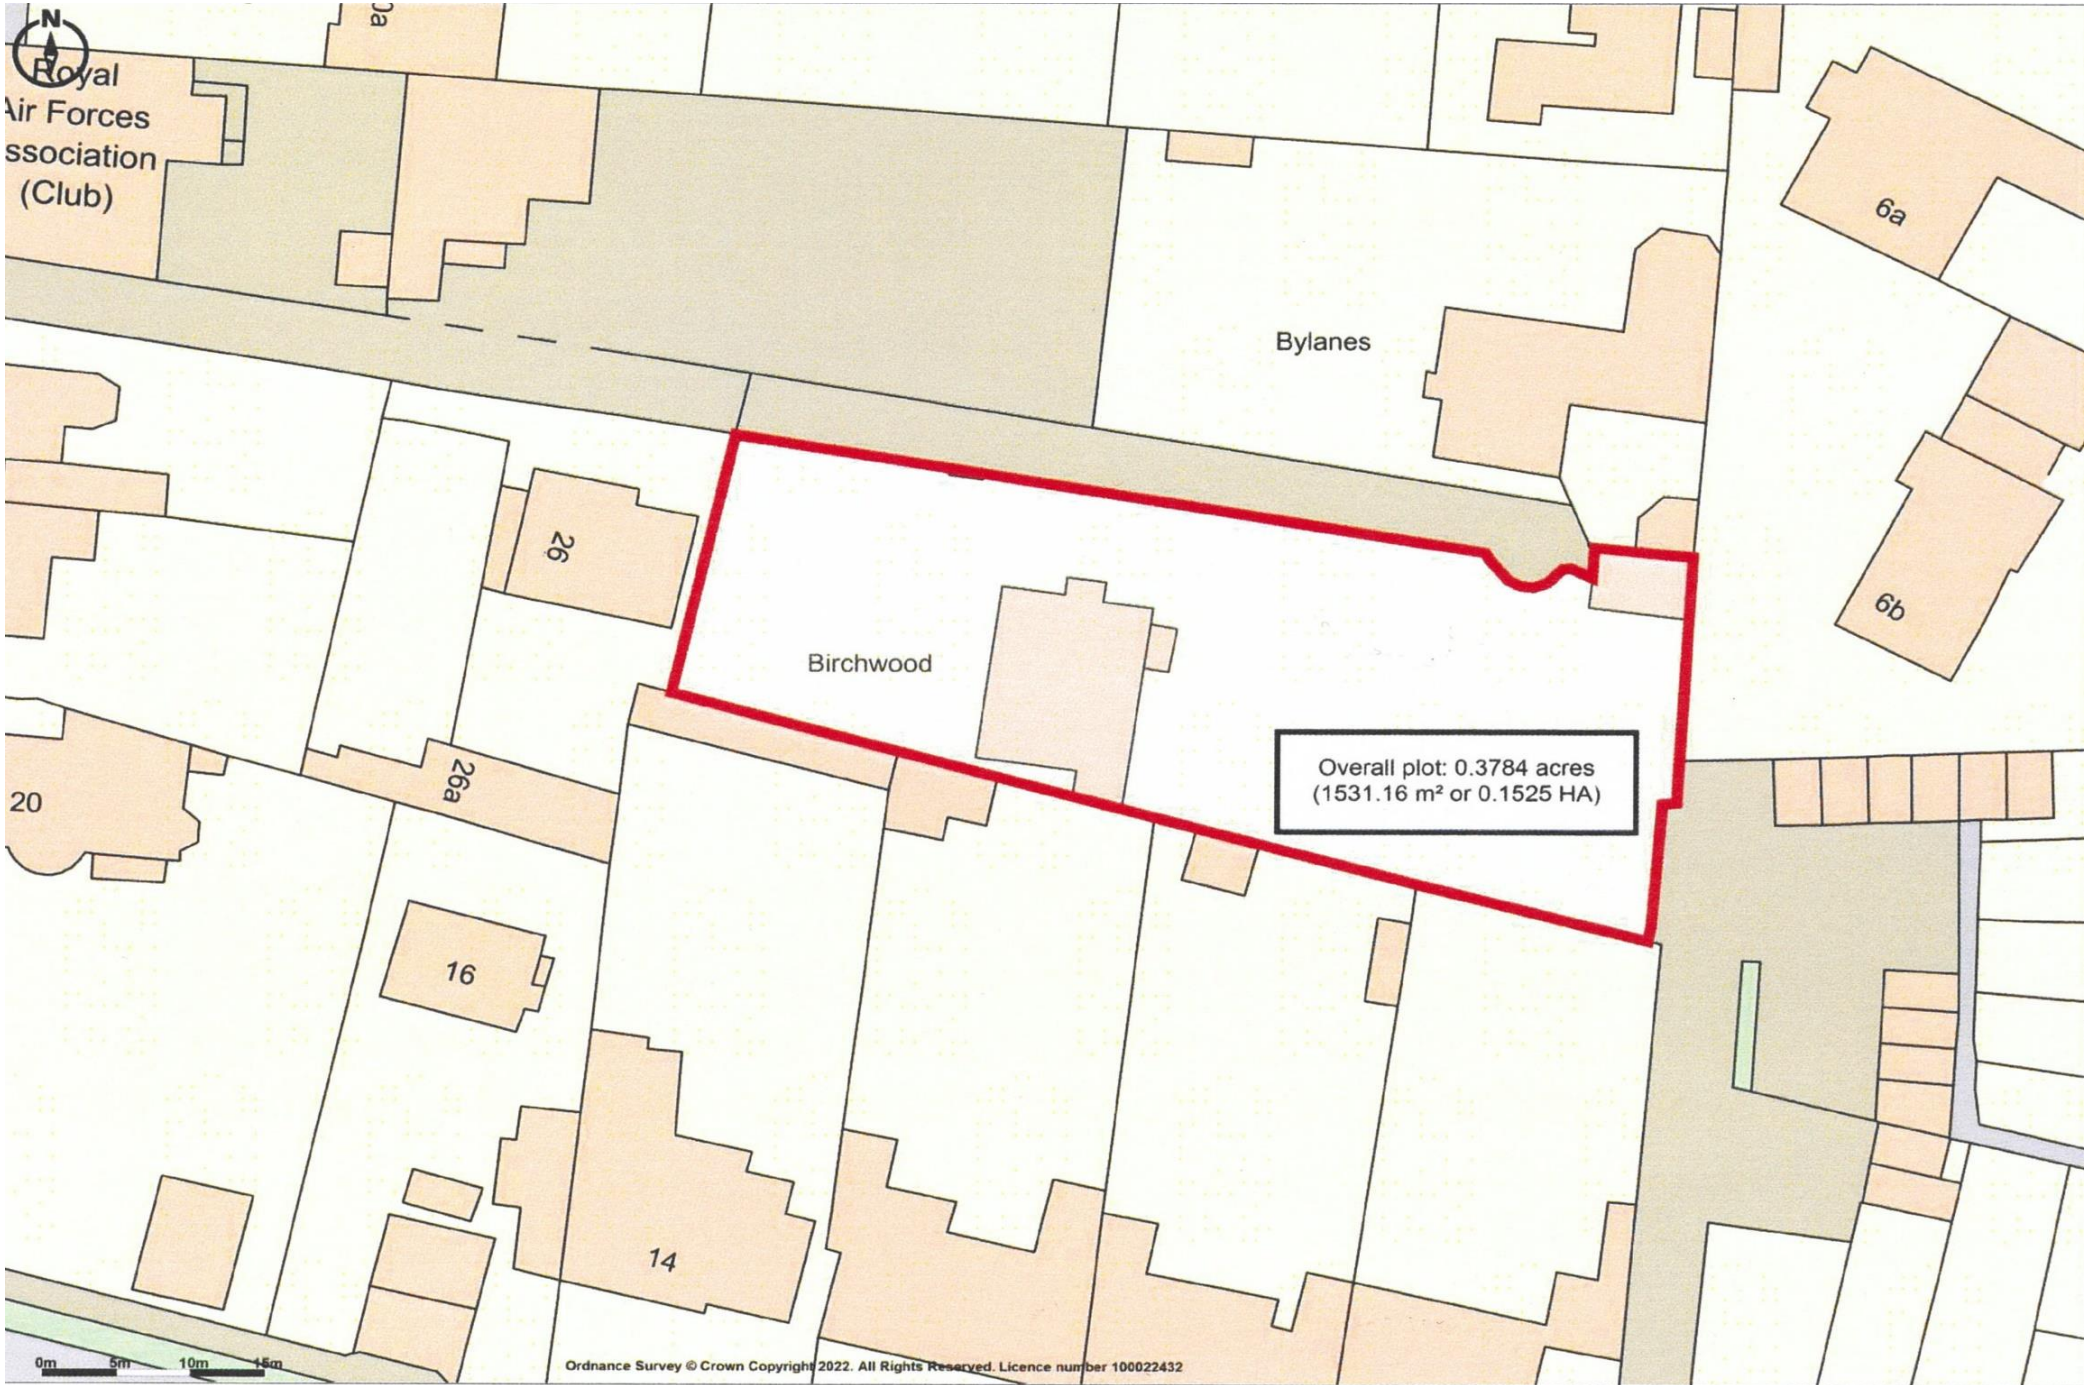 N
0a
Royal
Air Forces
ssociation
(Club)
6a
Bylanes
26
6b
Birchwood
Overall plot: 0.3784 acres
(1531.16 m² or 0.1525 HA)
26a
20
16
14
0m 5m 10m 15m
Ordnance Survey © Crown Copyright 2022. All Rights Reserved. Licence number 100022432